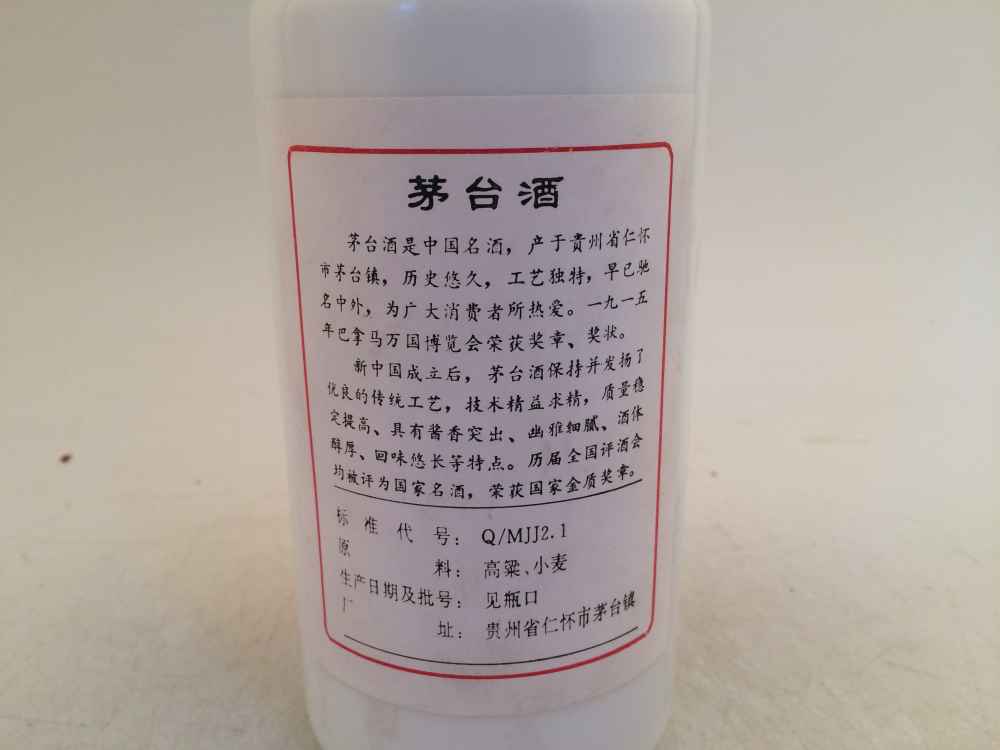 茅台酒
茅台酒是中国名酒，产于贵州省仁怀
市茅台镇，历史悠久，工艺独特，早已驰
名中外，为广大消费者所热爱。一九一五
年巴拿马万国博览会荣获奖章、奖状。
新中国成立后，茅台酒保持并发扬了
优良的传统工艺，技术精益求精，质量稳
定提高、具有酱香突出、幽雅细腻、酒体
醇厚、回味悠长等特点。历届全国评酒会
均被评为国家名酒，荣获国家金质奖章。
标准代号：Q/MJJ2.1
原料：高粱、小麦
生产日期及批号：见瓶口
厂址：贵州省仁怀市茅台镇